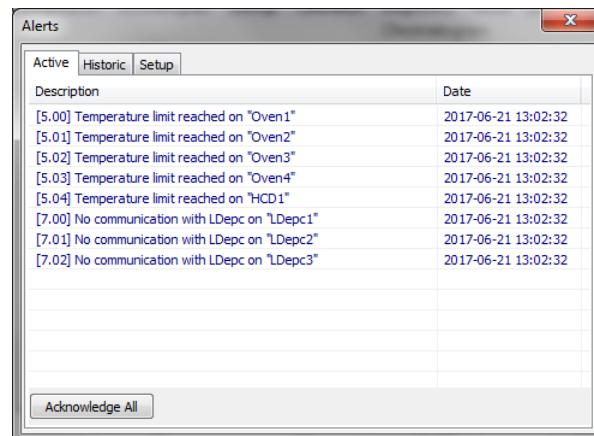 Alerts
Active Historic Setup
Description Date
[5.00] Temperature limit reached on "Oven1" 2017-06-21 13:02:32
[5.01] Temperature limit reached on "Oven2" 2017-06-21 13:02:32
[5.02] Temperature limit reached on "Oven3" 2017-06-21 13:02:32
[5.03] Temperature limit reached on "Oven4" 2017-06-21 13:02:32
[5.04] Temperature limit reached on "HCD1" 2017-06-21 13:02:32
[7.00] No communication with LDepc on "LDepc1" 2017-06-21 13:02:32
[7.01] No communication with LDepc on "LDepc2" 2017-06-21 13:02:32
[7.02] No communication with LDepc on "LDepc3" 2017-06-21 13:02:32
Acknowledge All